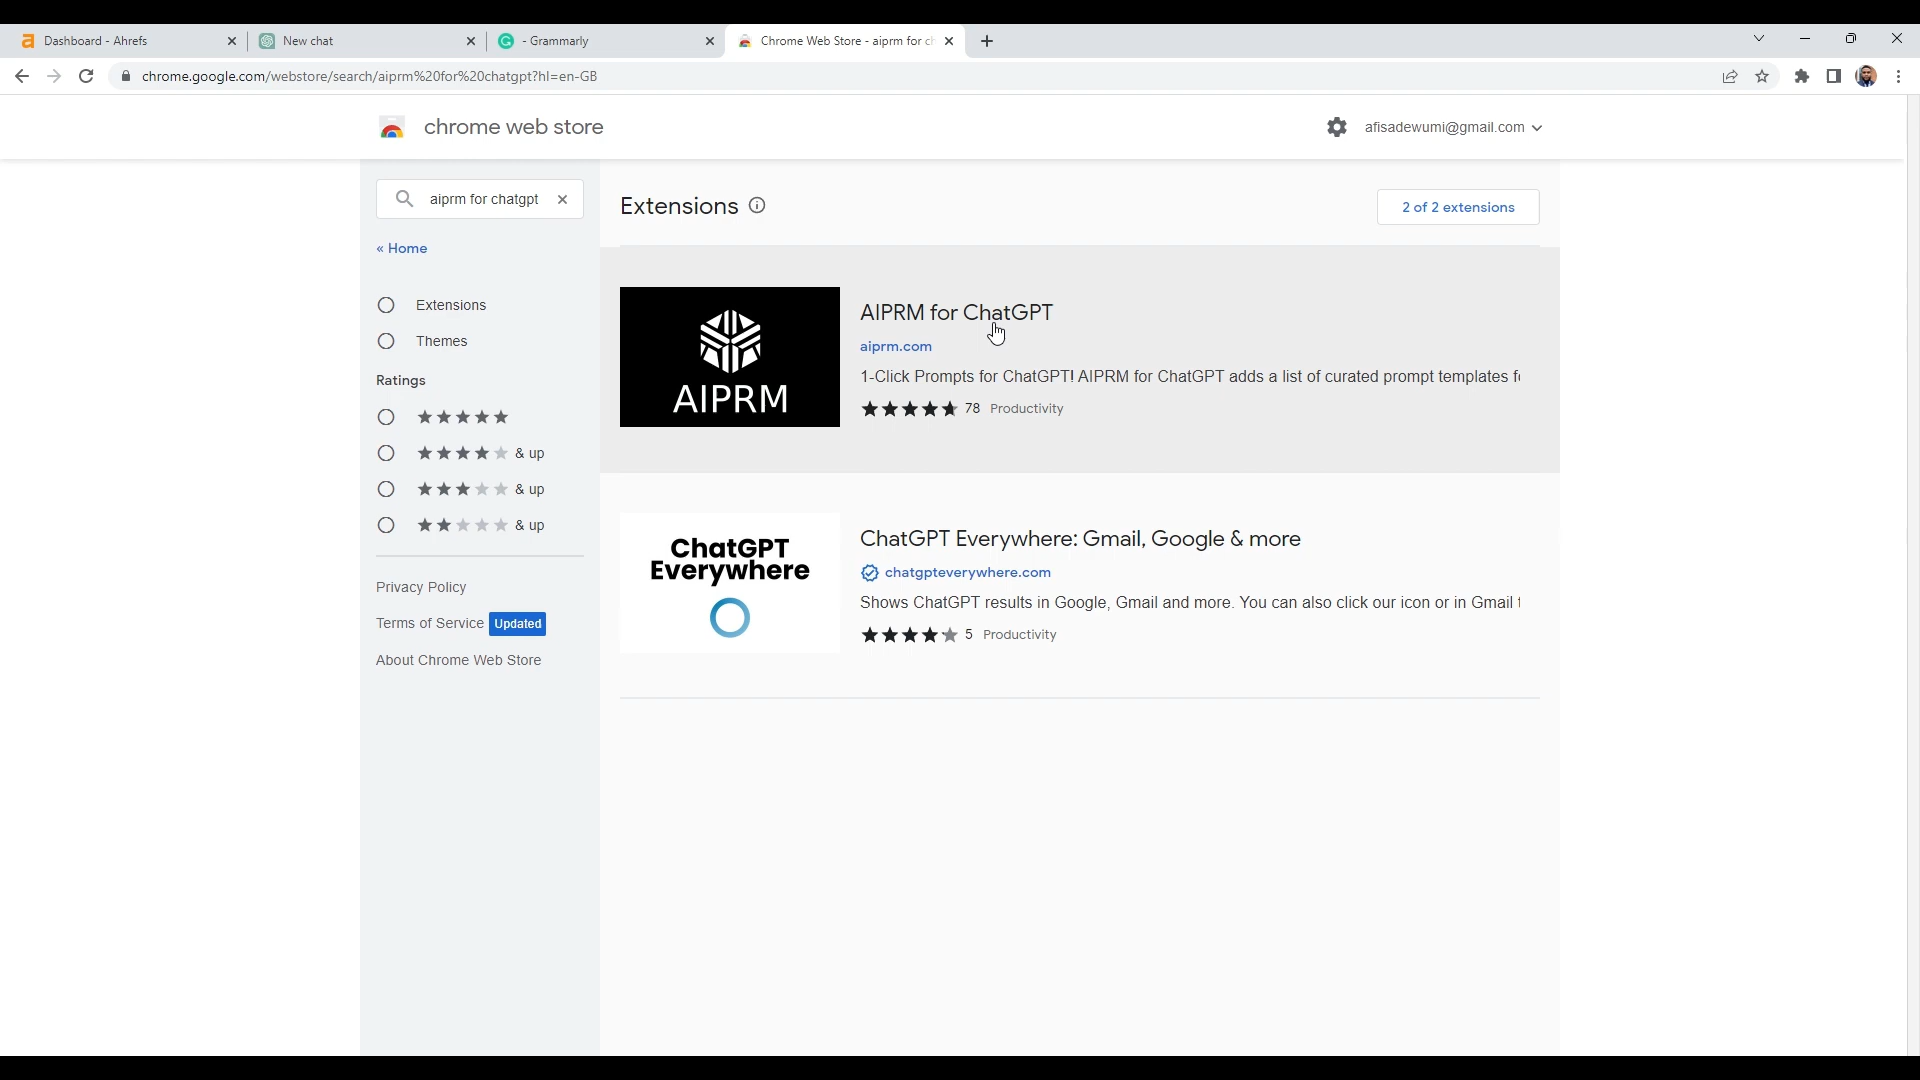 Dashboard - Ahrefs
New chat
- Grammarly
Chrome Web Store - aiprm for ch
chrome.google.com/webstore/search/aiprm%20for%20chatgpt?hl=en-GB
chrome web store
afisadewumi@gmail.com
aiprm for chatgpt
« Home
Extensions
Themes
Ratings
& up
& up
& up
Privacy Policy
Terms of Service Updated
About Chrome Web Store
Extensions
2 of 2 extensions
AIPRM
AIPRM for ChatGPT
aiprm.com
1-Click Prompts for ChatGPT! AIPRM for ChatGPT adds a list of curated prompt templates
78 Productivity
ChatGPT
Everywhere
ChatGPT Everywhere: Gmail, Google & more
chatgpteverywhere.com
Shows ChatGPT results in Google, Gmail and more. You can also click our icon or in Gmail
5 Productivity